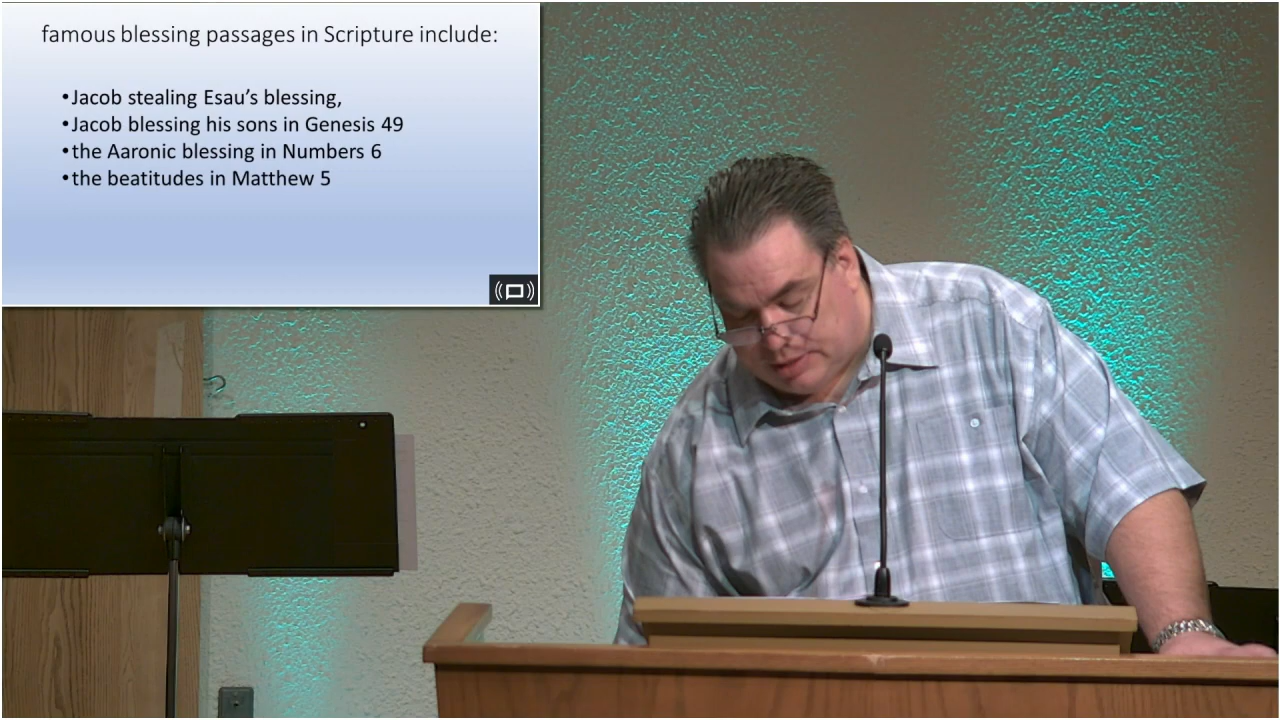 famous blessing passages in Scripture include:
•Jacob stealing Esau's blessing,
•Jacob blessing his sons in Genesis 49
•the Aaronic blessing in Numbers 6
•the beatitudes in Matthew 5